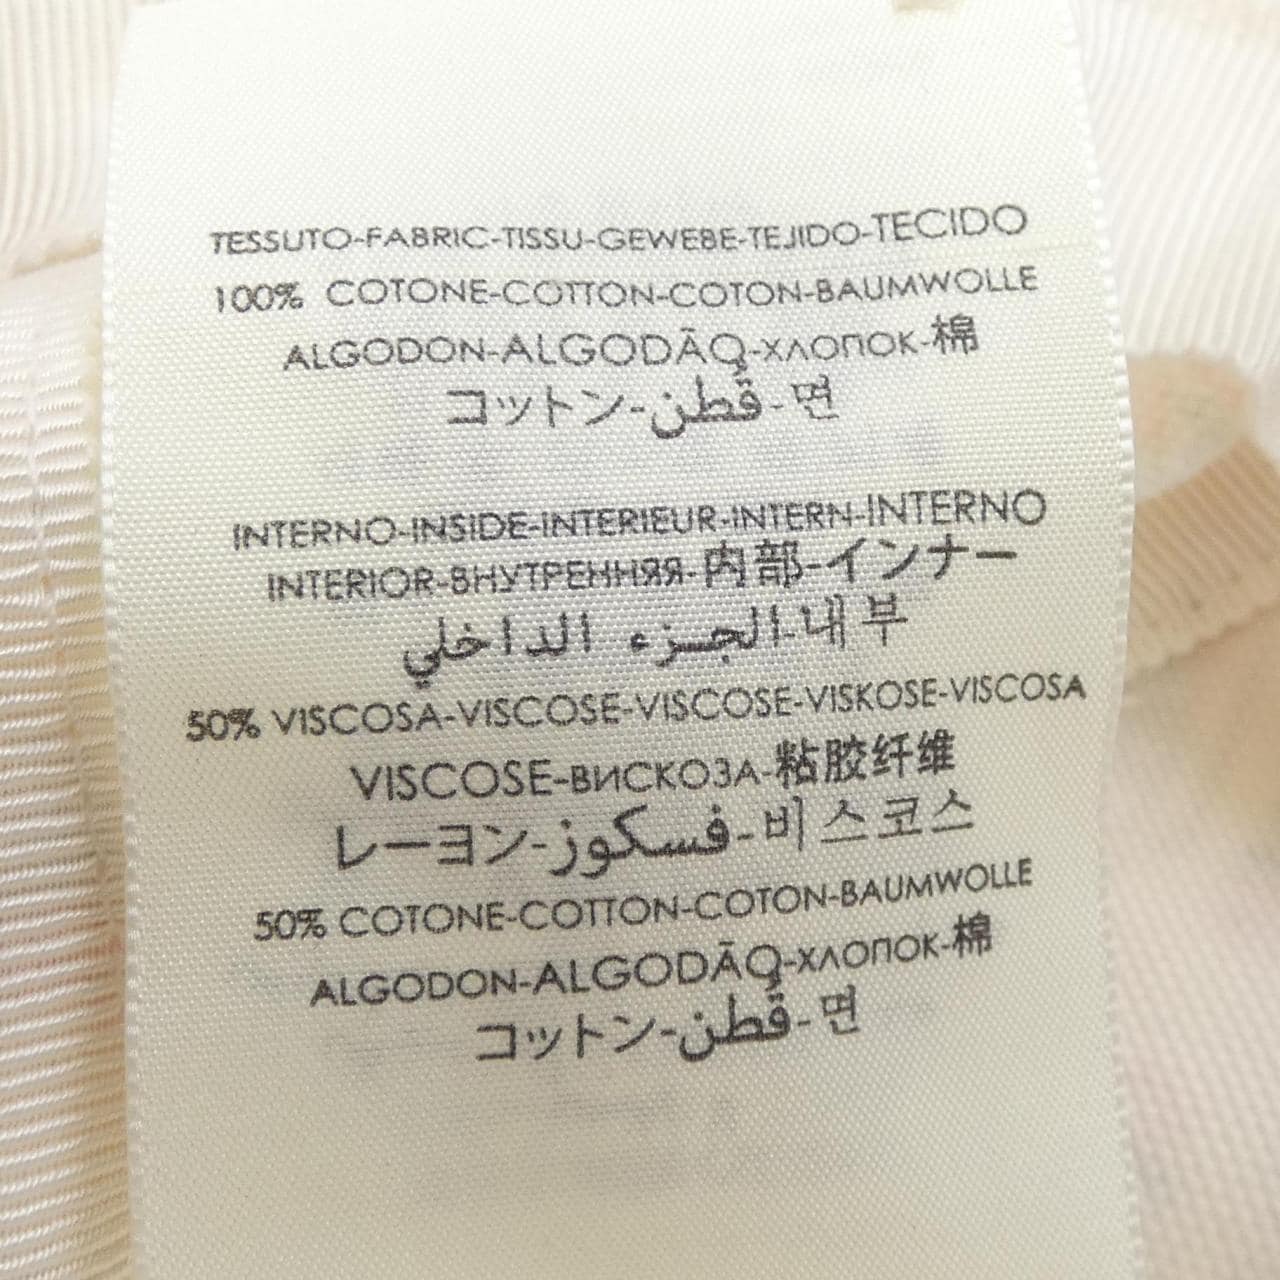 TESSUTO-FABRIC-TISSU-GEWEBE-TEJIDO-TECIDO
100% COTONE-COTTON-COTON-BAUMWOLLE
ALGODON-ALGODÃO-ХЛОПОК-棉
コットン-قطن-면
INTERNO-INSIDE-INTERIEUR-INTERN-INTERNO
INTERIOR-ВНУТРЕННЯЯ-内部-インナー
الجزء الداخلي-내부
50% VISCOSA-VISCOSE-VISCOSE-VISKOSE-VISCOSA
VISCOSE-ВИСКОЗА-粘胶纤维
レーヨン-فسكوز-비스코스
50% COTONE-COTTON-COTON-BAUMWOLLE
ALGODON-ALGODÃO-ХЛОПОК-棉
コットン-قطن-면